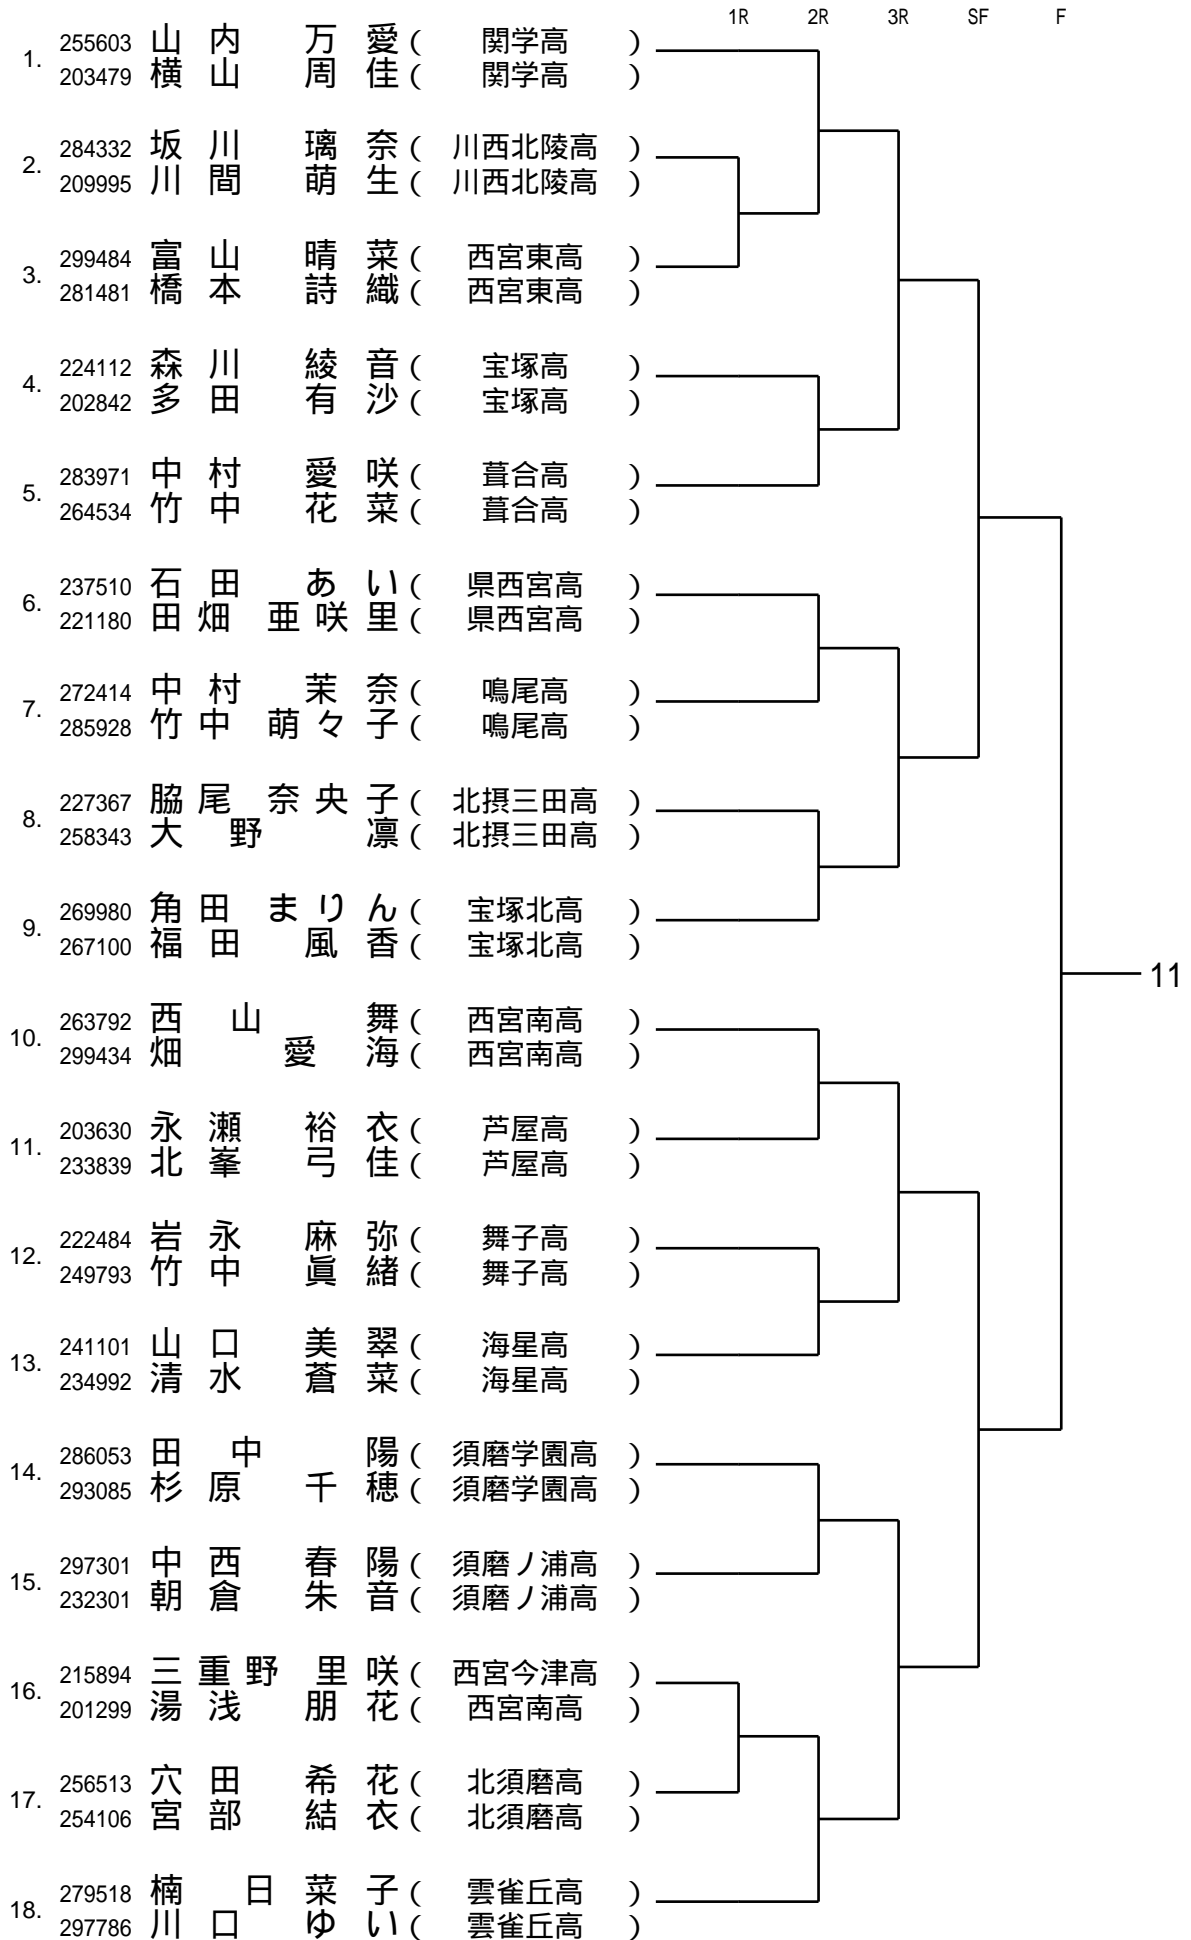 1R 2R 3R SF F
1. 255603 山内 万愛 ( 関学高 )
203479 横山 周佳 ( 関学高 )
2. 284332 坂川 璃奈 ( 川西北陵高 )
209995 川間 萌生 ( 川西北陵高 )
3. 299484 富山 晴菜 ( 西宮東高 )
281481 橋本 詩織 ( 西宮東高 )
4. 224112 森川 綾音 ( 宝塚高 )
202842 多田 有沙 ( 宝塚高 )
5. 283971 中村 愛咲 ( 葺合高 )
264534 竹中 花菜 ( 葺合高 )
6. 237510 石田 あい ( 県西宮高 )
221180 田畑 亜咲里 ( 県西宮高 )
7. 272414 中村 茉奈 ( 鳴尾高 )
285928 竹中 萌々子 ( 鳴尾高 )
8. 227367 脇尾 奈央子 ( 北摂三田高 )
258343 大野 凛 ( 北摂三田高 )
9. 269980 角田 まりん ( 宝塚北高 )
267100 福田 風香 ( 宝塚北高 )
11
10. 263792 西山 舞 ( 西宮南高 )
299434 畑 愛海 ( 西宮南高 )
11. 203630 永瀬 裕衣 ( 芦屋高 )
233839 北峯 弓佳 ( 芦屋高 )
12. 222484 岩永 麻弥 ( 舞子高 )
249793 竹中 眞緒 ( 舞子高 )
13. 241101 山口 美翠 ( 海星高 )
234992 清水 蒼菜 ( 海星高 )
14. 286053 田中 陽 ( 須磨学園高 )
293085 杉原 千穂 ( 須磨学園高 )
15. 297301 中西 春陽 ( 須磨ノ浦高 )
232301 朝倉 朱音 ( 須磨ノ浦高 )
16. 215894 三重野 里咲 ( 西宮今津高 )
201299 湯浅 朋花 ( 西宮南高 )
17. 256513 穴田 希花 ( 北須磨高 )
254106 宮部 結衣 ( 北須磨高 )
18. 279518 楠 日菜子 ( 雲雀丘高 )
297786 川口 ゆい ( 雲雀丘高 )